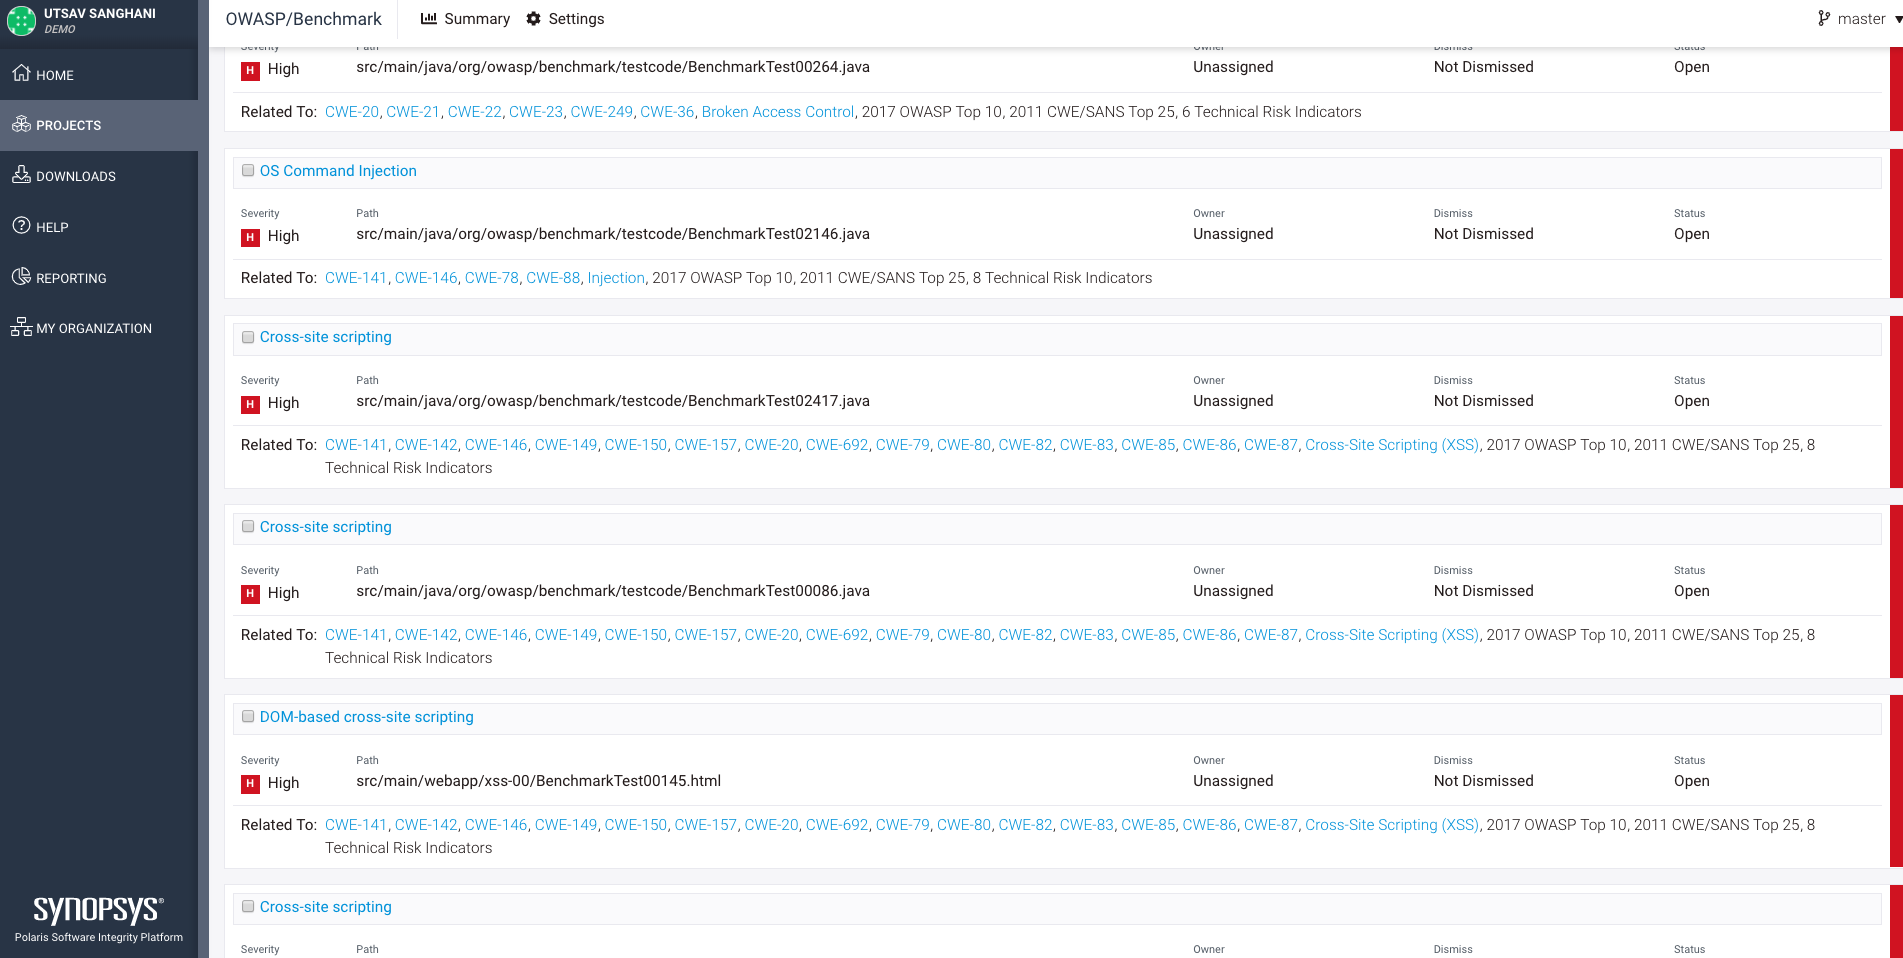 UTSAV SANGHANI
DEMO
HOME
PROJECTS
DOWNLOADS
HELP
REPORTING
MY ORGANIZATION
SYNOPSYS®
Polaris Software Integrity Platform
OWASP/Benchmark Summary Settings master
Severity Path Owner Dismiss Status
H High src/main/java/org/owasp/benchmark/testcode/BenchmarkTest00264.java Unassigned Not Dismissed Open
Related To: CWE-20, CWE-21, CWE-22, CWE-23, CWE-249, CWE-36, Broken Access Control, 2017 OWASP Top 10, 2011 CWE/SANS Top 25, 6 Technical Risk Indicators
OS Command Injection
Severity Path Owner Dismiss Status
H High src/main/java/org/owasp/benchmark/testcode/BenchmarkTest02146.java Unassigned Not Dismissed Open
Related To: CWE-141, CWE-146, CWE-78, CWE-88, Injection, 2017 OWASP Top 10, 2011 CWE/SANS Top 25, 8 Technical Risk Indicators
Cross-site scripting
Severity Path Owner Dismiss Status
H High src/main/java/org/owasp/benchmark/testcode/BenchmarkTest02417.java Unassigned Not Dismissed Open
Related To: CWE-141, CWE-142, CWE-146, CWE-149, CWE-150, CWE-157, CWE-20, CWE-692, CWE-79, CWE-80, CWE-82, CWE-83, CWE-85, CWE-86, CWE-87, Cross-Site Scripting (XSS), 2017 OWASP Top 10, 2011 CWE/SANS Top 25, 8
Technical Risk Indicators
Cross-site scripting
Severity Path Owner Dismiss Status
H High src/main/java/org/owasp/benchmark/testcode/BenchmarkTest00086.java Unassigned Not Dismissed Open
Related To: CWE-141, CWE-142, CWE-146, CWE-149, CWE-150, CWE-157, CWE-20, CWE-692, CWE-79, CWE-80, CWE-82, CWE-83, CWE-85, CWE-86, CWE-87, Cross-Site Scripting (XSS), 2017 OWASP Top 10, 2011 CWE/SANS Top 25, 8
Technical Risk Indicators
DOM-based cross-site scripting
Severity Path Owner Dismiss Status
H High src/main/webapp/xss-00/BenchmarkTest00145.html Unassigned Not Dismissed Open
Related To: CWE-141, CWE-142, CWE-146, CWE-149, CWE-150, CWE-157, CWE-20, CWE-692, CWE-79, CWE-80, CWE-82, CWE-83, CWE-85, CWE-86, CWE-87, Cross-Site Scripting (XSS), 2017 OWASP Top 10, 2011 CWE/SANS Top 25, 8
Technical Risk Indicators
Cross-site scripting
Severity Path Owner Dismiss Status